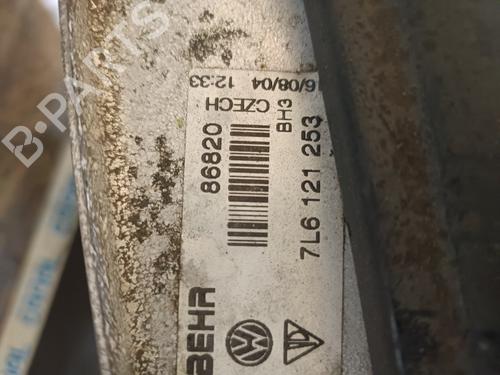 BEHR
86820
CZECH
6/08/04 12:33
BH3
7L6 121 253
B-PARTS